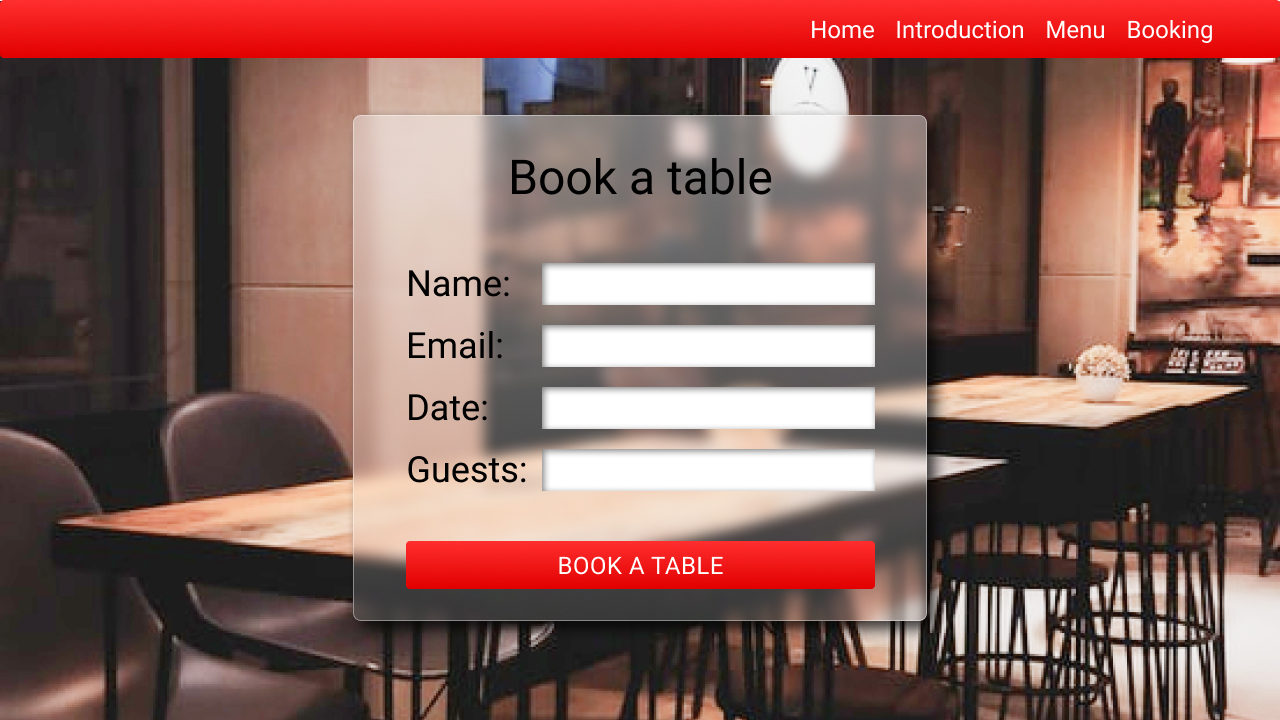 Home Introduction Menu Booking
Book a table
Name:
Email:
Date:
Guests:
BOOK A TABLE